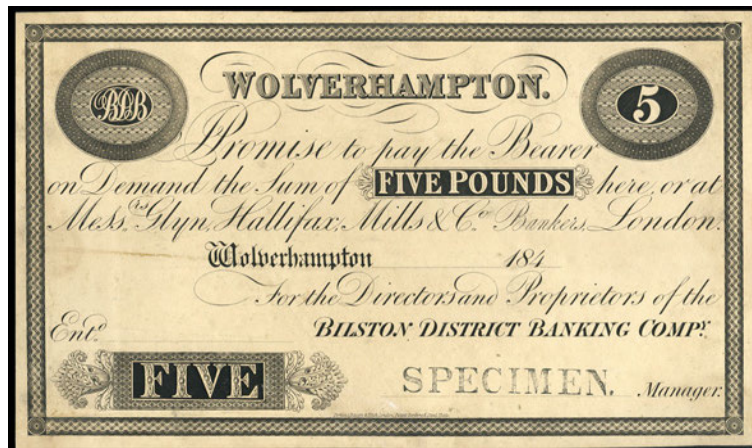 WOLVERHAMPTON.
BDB 5
Promise to pay the Bearer
on Demand the Sum of FIVE POUNDS here, or at
Messrs Glyn, Hallifax, Mills & Co. Bankers, London.
Wolverhampton 184
For the Directors and Proprietors of the
Entd. BILSTON DISTRICT BANKING COMPY.
FIVE SPECIMEN. Manager.